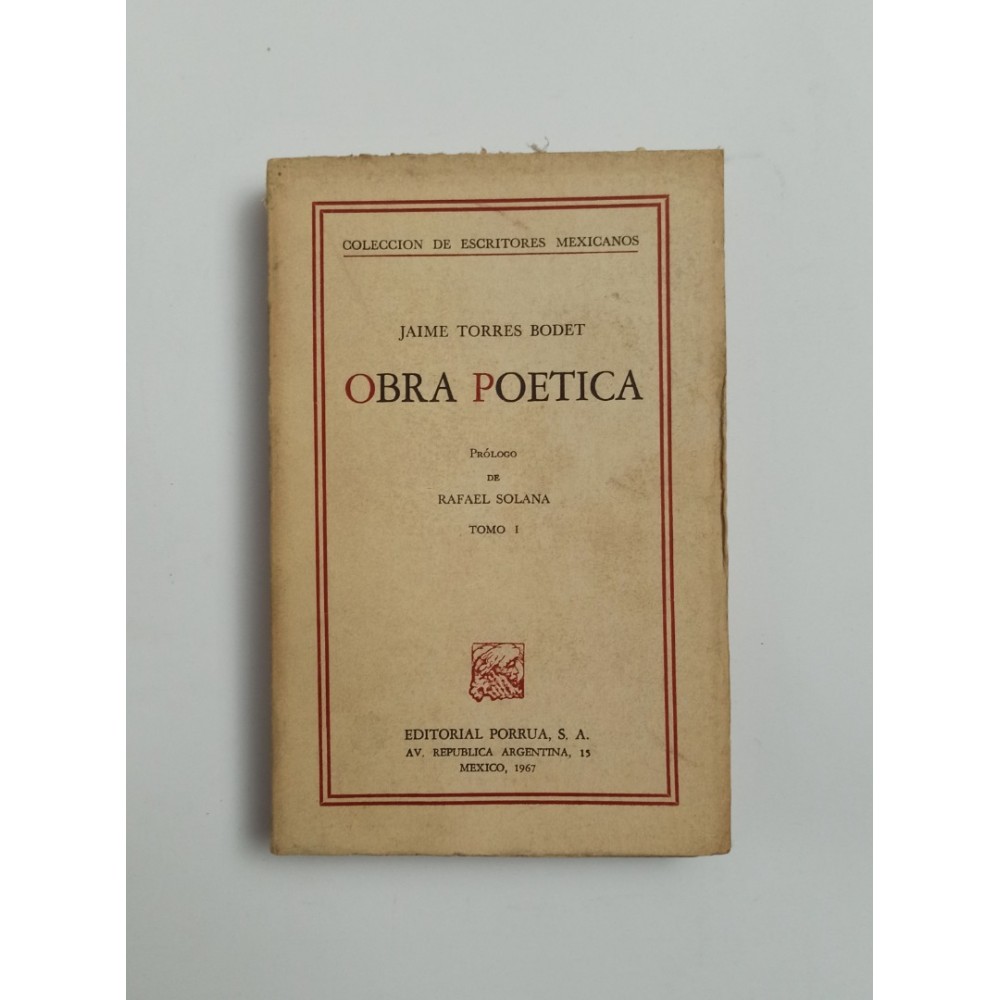 COLECCION DE ESCRITORES MEXICANOS
JAIME TORRES BODET
OBRA POETICA
PRÓLOGO
DE
RAFAEL SOLANA
TOMO I
EDITORIAL PORRUA, S. A.
AV. REPUBLICA ARGENTINA, 15
MEXICO, 1967